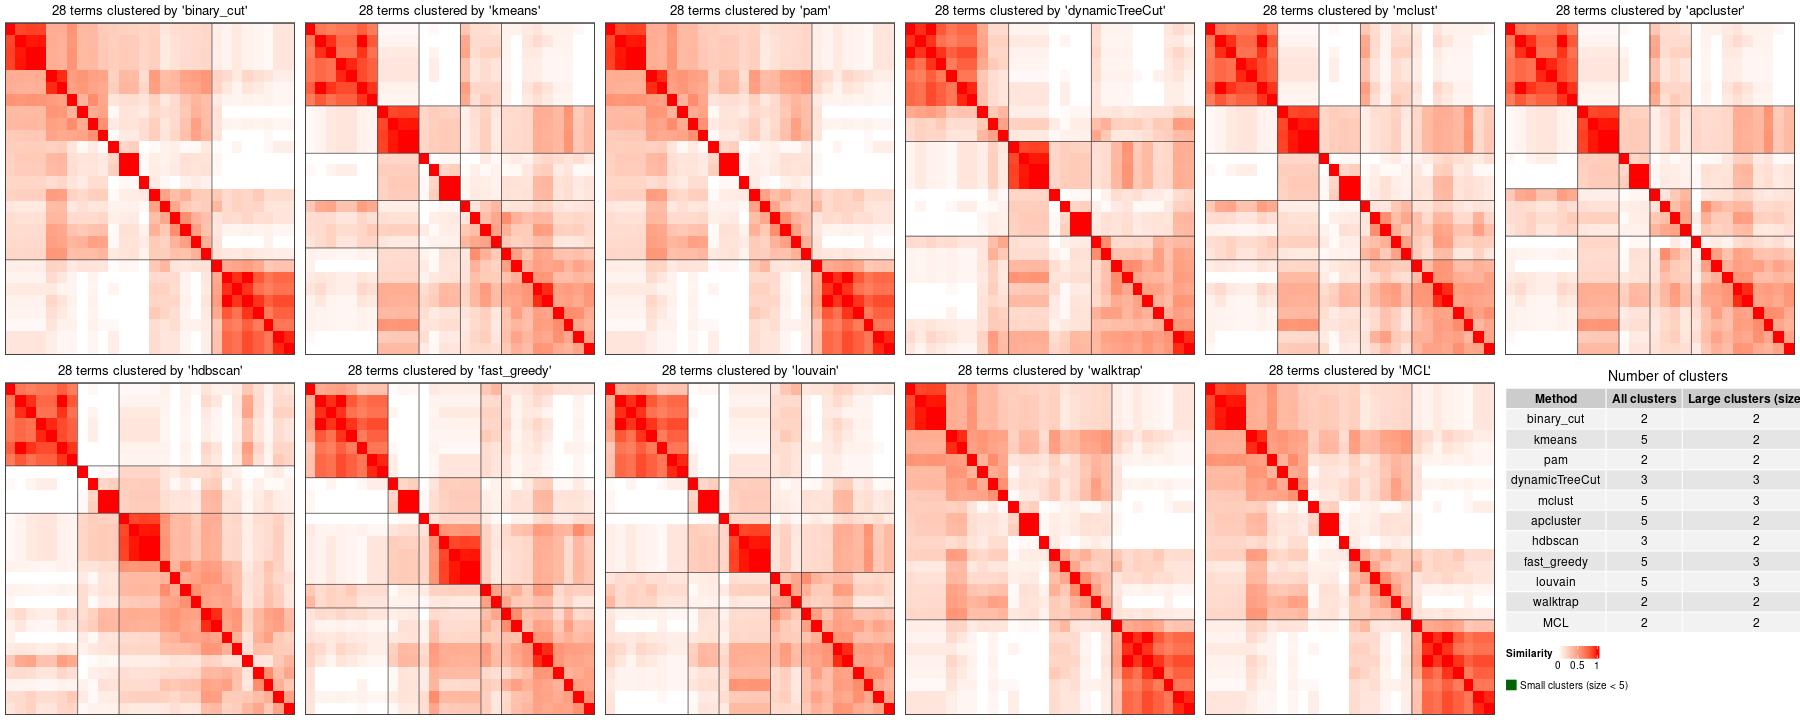 28 terms clustered by 'binary_cut'
28 terms clustered by 'kmeans'
28 terms clustered by 'pam'
28 terms clustered by 'dynamicTreeCut'
28 terms clustered by 'mclust'
28 terms clustered by 'apcluster'
28 terms clustered by 'hdbscan'
28 terms clustered by 'fast_greedy'
28 terms clustered by 'louvain'
28 terms clustered by 'walktrap'
28 terms clustered by 'MCL'
Number of clusters
Method All clusters Large clusters (size
binary_cut 2 2
kmeans 5 2
pam 2 2
dynamicTreeCut 3 3
mclust 5 3
apcluster 5 2
hdbscan 3 2
fast_greedy 5 3
louvain 5 3
walktrap 2 2
MCL 2 2
Similarity
0 0.5 1
Small clusters (size < 5)